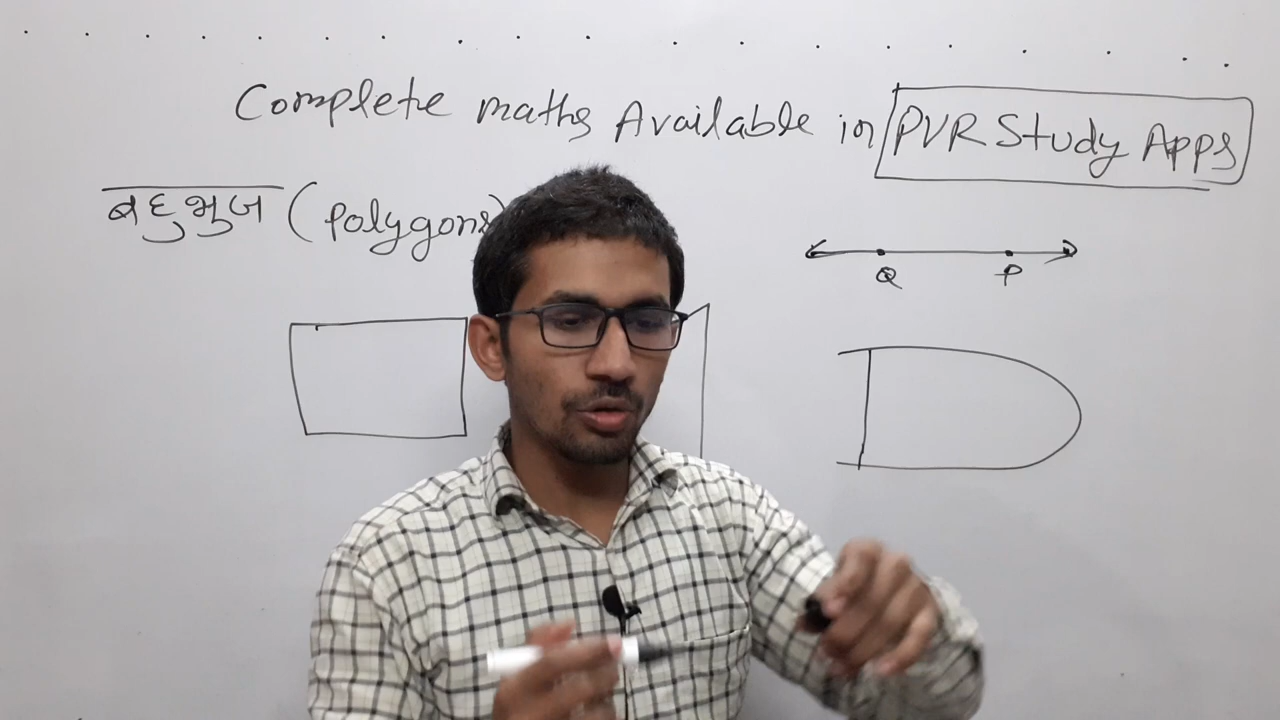 Complete maths Available in PVR Study Apps
बहुभुज (polygons)
Q P